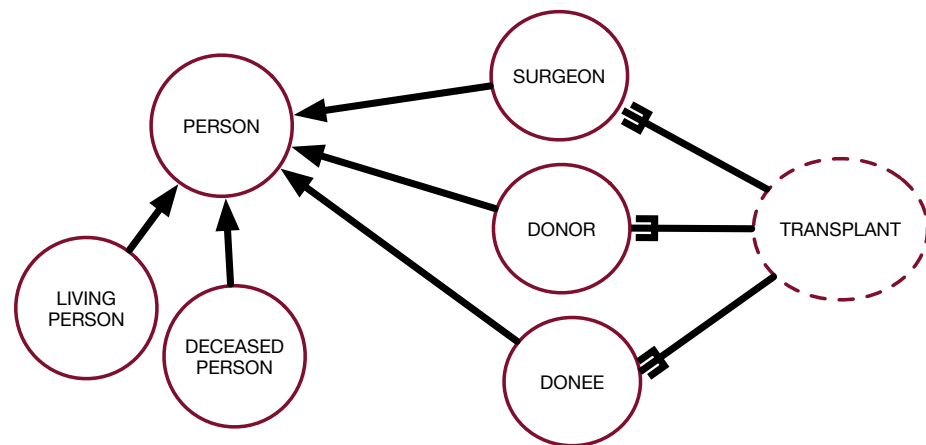 SURGEON
PERSON
DONOR
TRANSPLANT
LIVING
PERSON
DECEASED
PERSON
DONEE